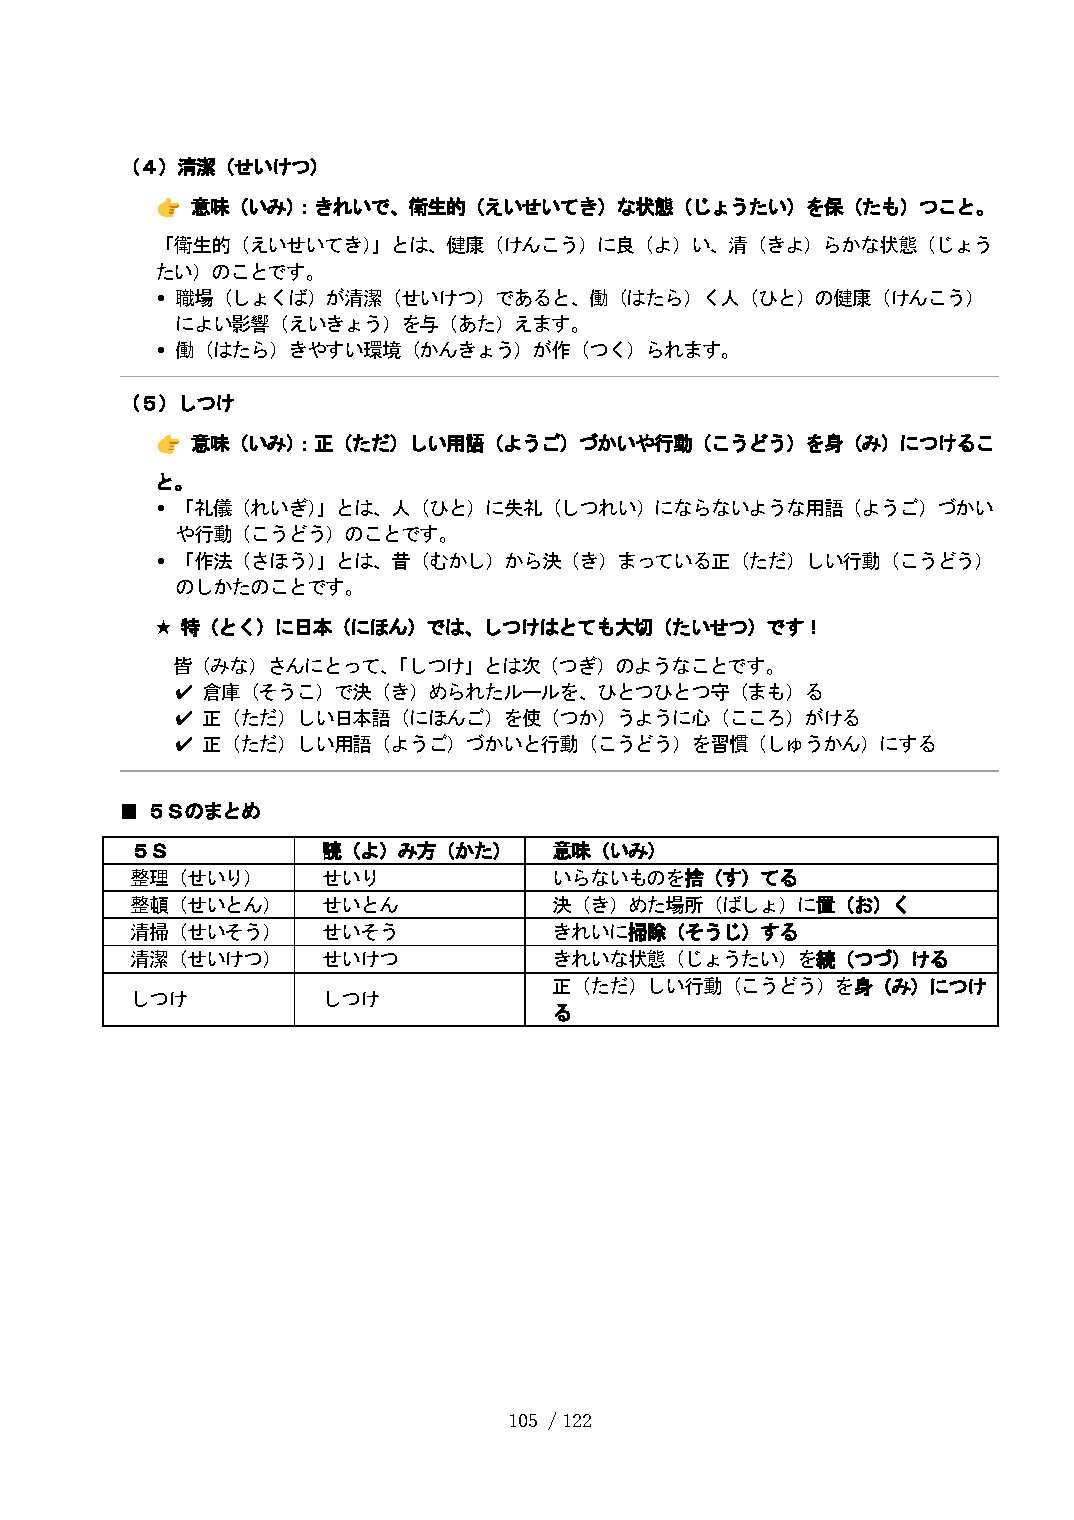 （４）清潔（せいけつ）
👉 意味（いみ）：きれいで、衛生的（えいせいてき）な状態（じょうたい）を保（たも）つこと。
「衛生的（えいせいてき）」とは、健康（けんこう）に良（よ）い、清（きよ）らかな状態（じょう
たい）のことです。
• 職場（しょくば）が清潔（せいけつ）であると、働（はたら）く人（ひと）の健康（けんこう）
によい影響（えいきょう）を与（あた）えます。
• 働（はたら）きやすい環境（かんきょう）が作（つく）られます。
（５）しつけ
👉 意味（いみ）：正（ただ）しい用語（ようご）づかいや行動（こうどう）を身（み）につけるこ
と。
• 「礼儀（れいぎ）」とは、人（ひと）に失礼（しつれい）にならないような用語（ようご）づかい
や行動（こうどう）のことです。
• 「作法（さほう）」とは、昔（むかし）から決（き）まっている正（ただ）しい行動（こうどう）
のしかたのことです。
★ 特（とく）に日本（にほん）では、しつけはとても大切（たいせつ）です！
皆（みな）さんにとって、「しつけ」とは次（つぎ）のようなことです。
✔ 倉庫（そうこ）で決（き）められたルールを、ひとつひとつ守（まも）る
✔ 正（ただ）しい日本語（にほんご）を使（つか）うように心（こころ）がける
✔ 正（ただ）しい用語（ようご）づかいと行動（こうどう）を習慣（しゅうかん）にする
■ ５Ｓのまとめ
５Ｓ 読（よ）み方（かた） 意味（いみ）
整理（せいり） せいり いらないものを捨（す）てる
整頓（せいとん） せいとん 決（き）めた場所（ばしょ）に置（お）く
清掃（せいそう） せいそう きれいに掃除（そうじ）する
清潔（せいけつ） せいけつ きれいな状態（じょうたい）を続（つづ）ける
しつけ しつけ 正（ただ）しい行動（こうどう）を身（み）につけ
る
105 / 122